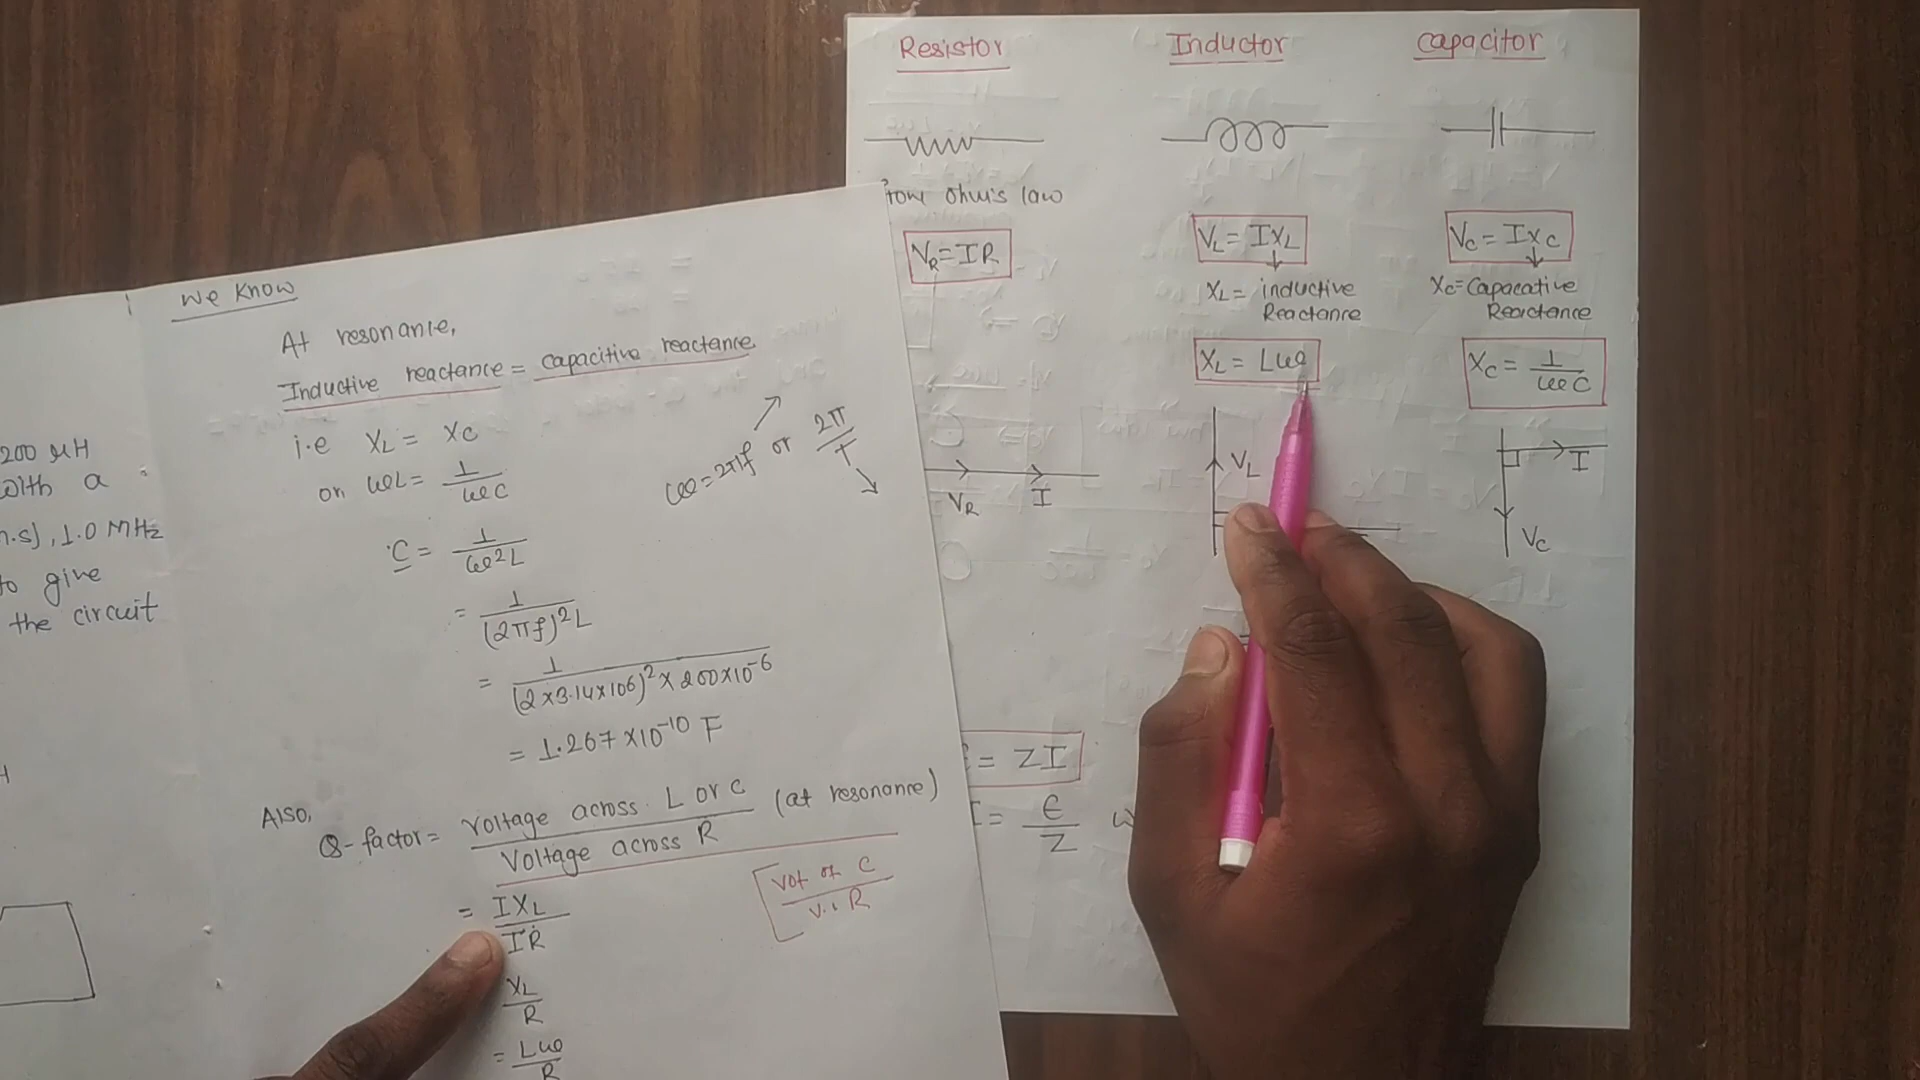 200 µH
with a
n.s), 1.0 MHz
to give
the circuit
H
We Know
At resonance,
Inductive reactance = capacitive reactance
i.e XL = XC
or ωL = 1/ωC
C = 1/ω²L
= 1/(2πf)²L
= 1/(2×3.14×106)²×200×10-6
= 1.267×10-10 F
ω=2πf or 2π/T
Also,
Q-factor= Voltage across L or C/Voltage across R (at resonance)
= IXL/IR
XL/R
= Lω/R
Resistor
From ohm's law
VR=IR
VR I
= ZI
I = E/Z
Inductor
VL = IXL
XL = inductive
Reactance
XL = Lω
VL
Capacitor
VC = IXC
XC=Capacative
Reactance
XC = 1/ωC
I
VC